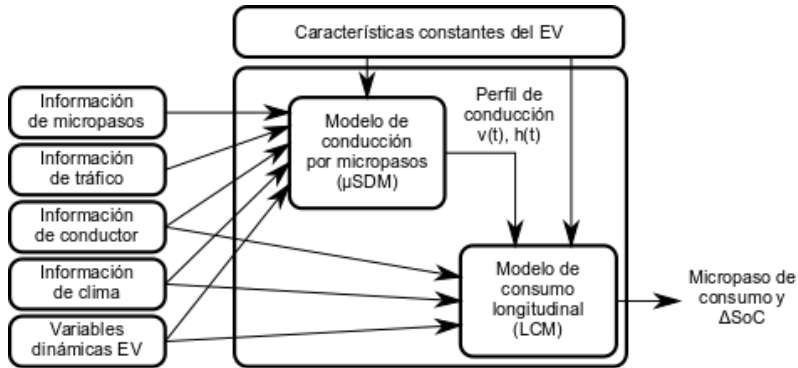 Características constantes del EV
Información
de micropasos
Información
de tráfico
Información
de conductor
Información
de clima
Variables
dinámicas EV
Modelo de
conducción
por micropasos
(µSDM)
Perfil de
conducción
v(t), h(t)
Modelo de
consumo
longitudinal
(LCM)
Micropaso de
consumo y
ΔSoC